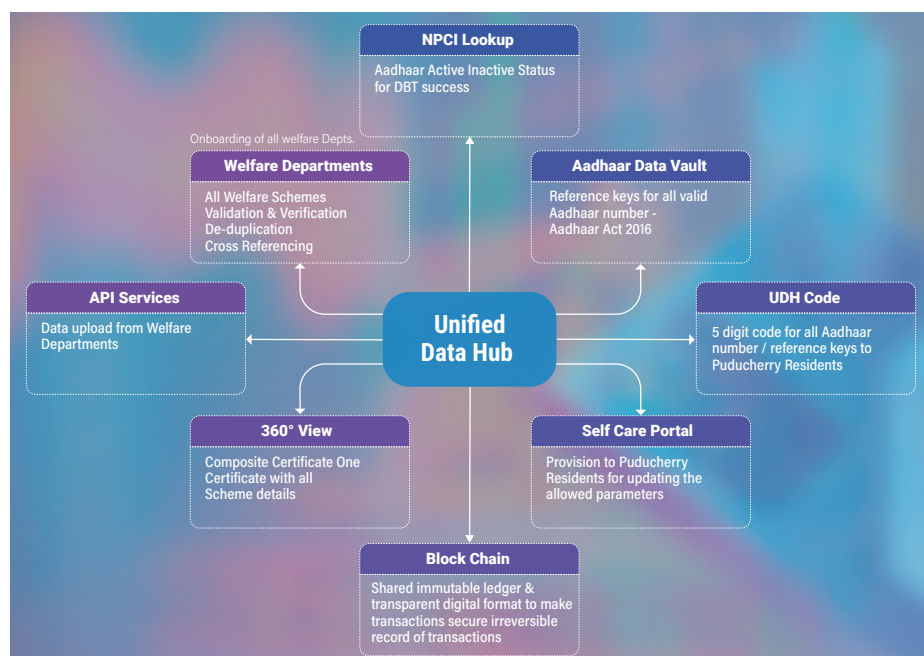 NPCI Lookup
Aadhaar Active Inactive Status
for DBT success
Onboarding of all welfare Depts.
Welfare Departments
All Welfare Schemes
Validation & Verification
De-duplication
Cross Referencing
Aadhaar Data Vault
Reference keys for all valid
Aadhaar number -
Aadhaar Act 2016
API Services
Data upload from Welfare
Departments
Unified
Data Hub
UDH Code
5 digit code for all Aadhaar
number / reference keys to
Puducherry Residents
360° View
Composite Certificate One
Certificate with all
Scheme details
Self Care Portal
Provision to Puducherry
Residents for updating the
allowed parameters
Block Chain
Shared immutable ledger &
transparent digital format to make
transactions secure irreversible
record of transactions